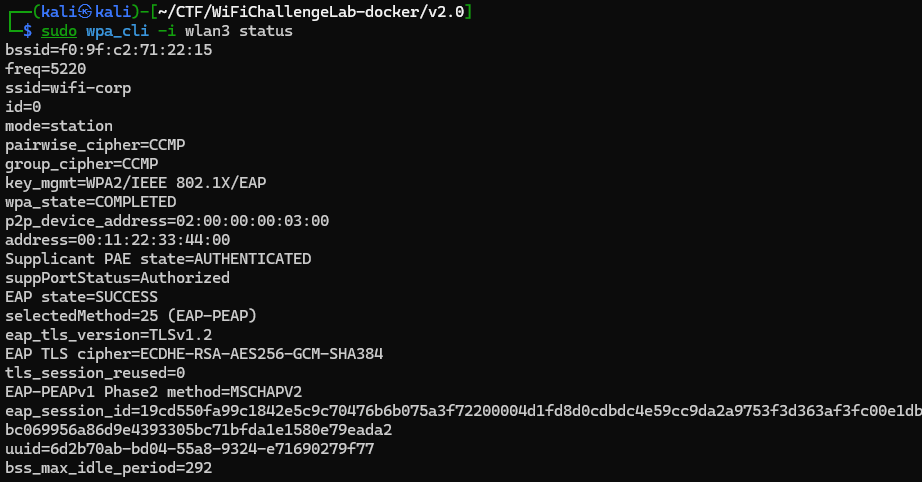 ┌──(kali㉿kali)-[~/CTF/WiFiChallengeLab-docker/v2.0]
└─$ sudo wpa_cli -i wlan3 status
bssid=f0:9f:c2:71:22:15
freq=5220
ssid=wifi-corp
id=0
mode=station
pairwise_cipher=CCMP
group_cipher=CCMP
key_mgmt=WPA2/IEEE 802.1X/EAP
wpa_state=COMPLETED
p2p_device_address=02:00:00:00:03:00
address=00:11:22:33:44:00
Supplicant PAE state=AUTHENTICATED
suppPortStatus=Authorized
EAP state=SUCCESS
selectedMethod=25 (EAP-PEAP)
eap_tls_version=TLSv1.2
EAP TLS cipher=ECDHE-RSA-AES256-GCM-SHA384
tls_session_reused=0
EAP-PEAPv1 Phase2 method=MSCHAPV2
eap_session_id=19cd550fa99c1842e5c9c70476b6b075a3f72200004d1fd8d0cdbdc4e59cc9da2a9753f3d363af3fc00e1db
bc069956a86d9e4393305bc71bfda1e1580e79eada2
uuid=6d2b70ab-bd04-55a8-9324-e71690279f77
bss_max_idle_period=292